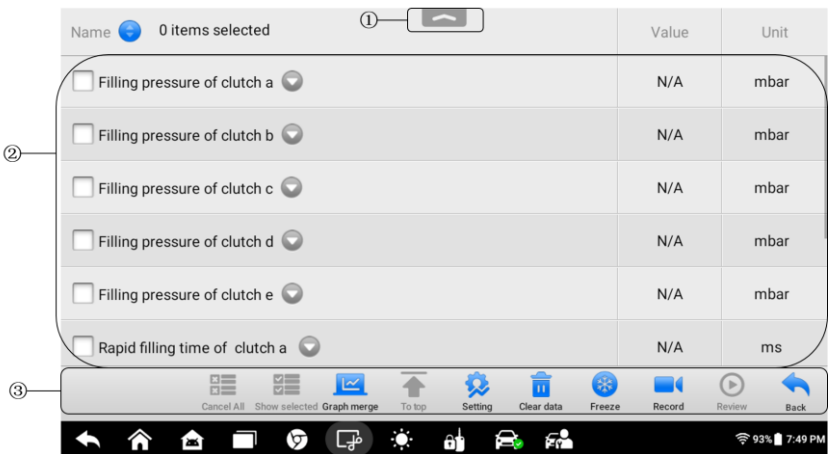 ①
Name 0 items selected Value Unit
Filling pressure of clutch a N/A mbar
②
Filling pressure of clutch b N/A mbar
Filling pressure of clutch c N/A mbar
Filling pressure of clutch d N/A mbar
Filling pressure of clutch e N/A mbar
Rapid filling time of clutch a N/A ms
③
Cancel All Show selected Graph merge To top Setting Clear data Freeze Record Review Back
93% 7:49 PM